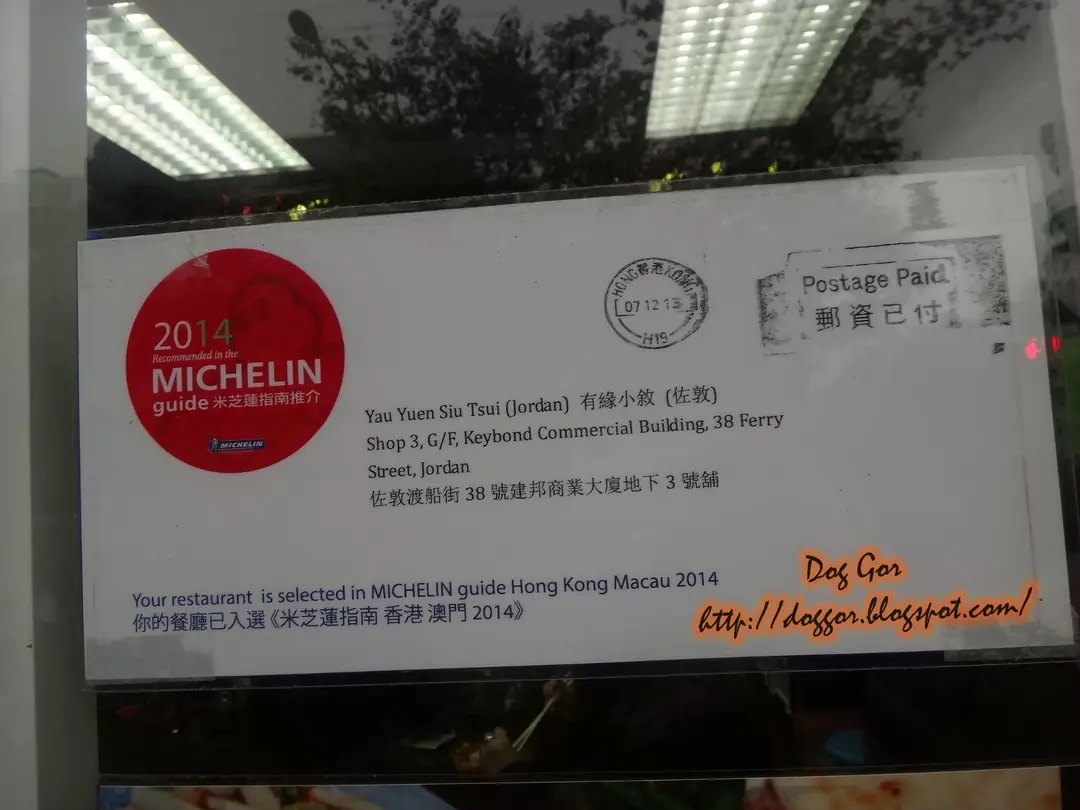 2014
Recommended in the
MICHELIN
guide 米芝蓮指南推介
MICHELIN
HONG 香港 KONG
07 12 13
H19
Postage Paid
郵資已付
Yau Yuen Siu Tsui (Jordan) 有緣小敘 (佐敦)
Shop 3, G/F, Keybond Commercial Building, 38 Ferry
Street, Jordan
佐敦渡船街 38 號建邦商業大廈地下 3 號舖
Your restaurant is selected in MICHELIN guide Hong Kong Macau 2014
你的餐廳已入選《米芝蓮指南 香港 澳門 2014》
Dog Gor
http://doggor.blogspot.com/